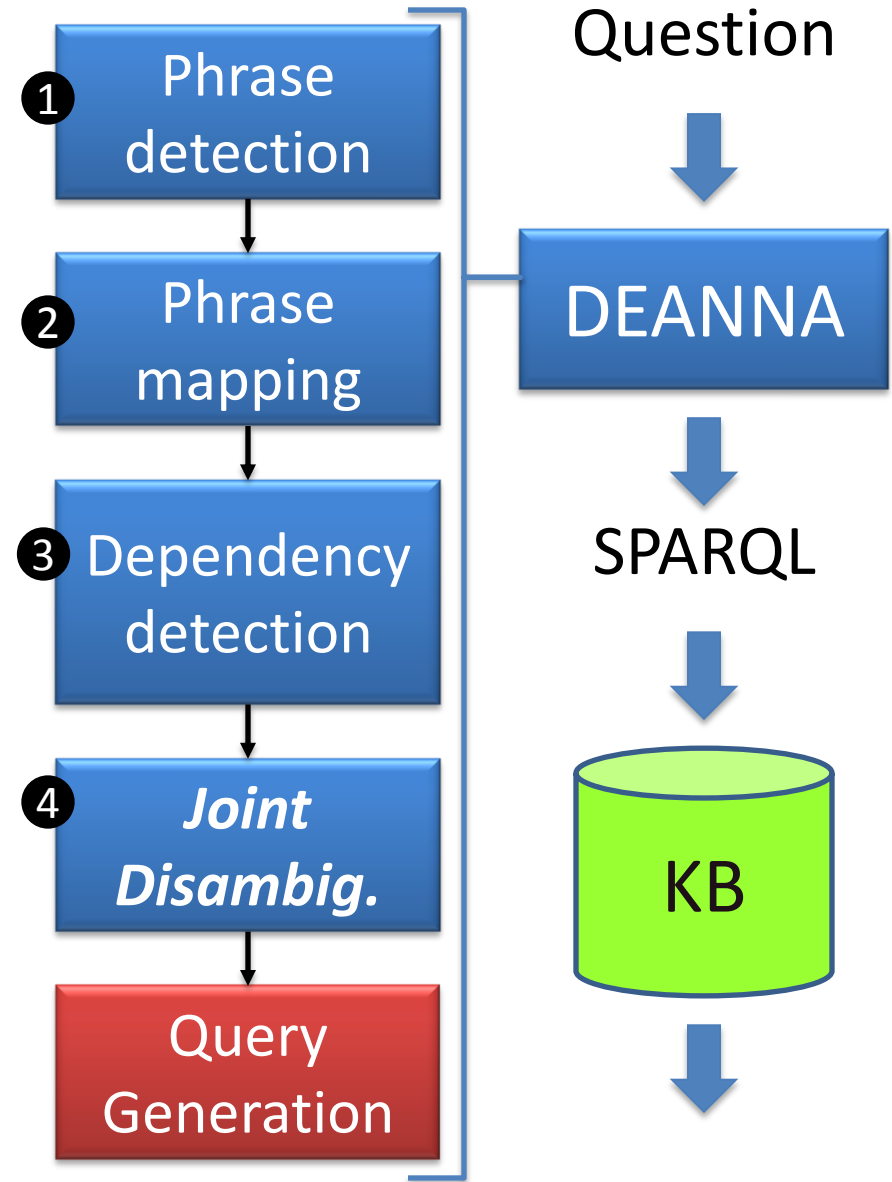 1
Phrase
detection
2
Phrase
mapping
3
Dependency
detection
4
Joint
Disambig.
Query
Generation
Question
DEANNA
SPARQL
KB